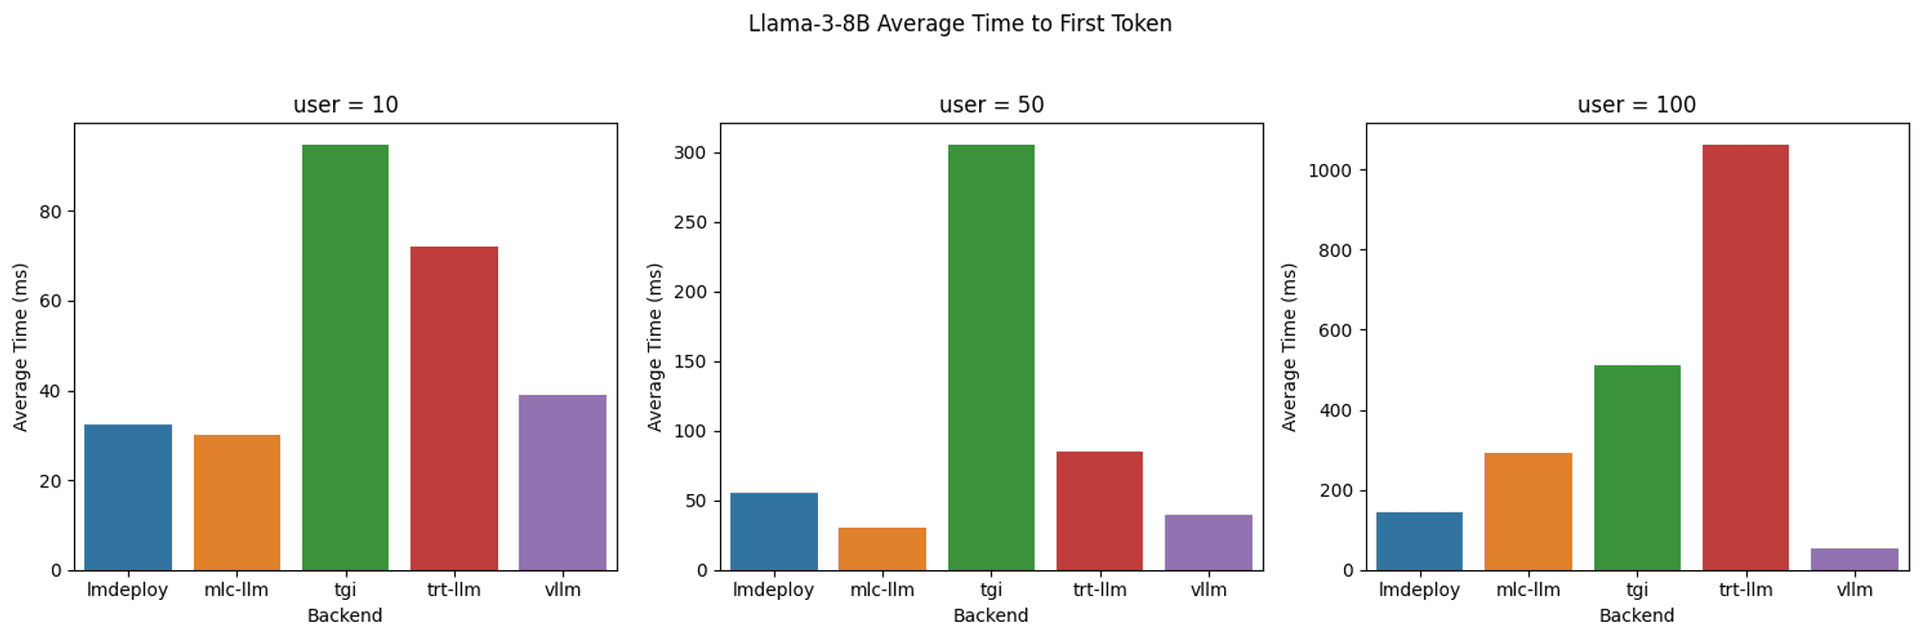 Llama-3-8B Average Time to First Token
user = 10
Average Time (ms)
80
60
40
20
0
lmdeploy mlc-llm tgi trt-llm vllm
Backend
user = 50
Average Time (ms)
300
250
200
150
100
50
0
lmdeploy mlc-llm tgi trt-llm vllm
Backend
user = 100
Average Time (ms)
1000
800
600
400
200
0
lmdeploy mlc-llm tgi trt-llm vllm
Backend